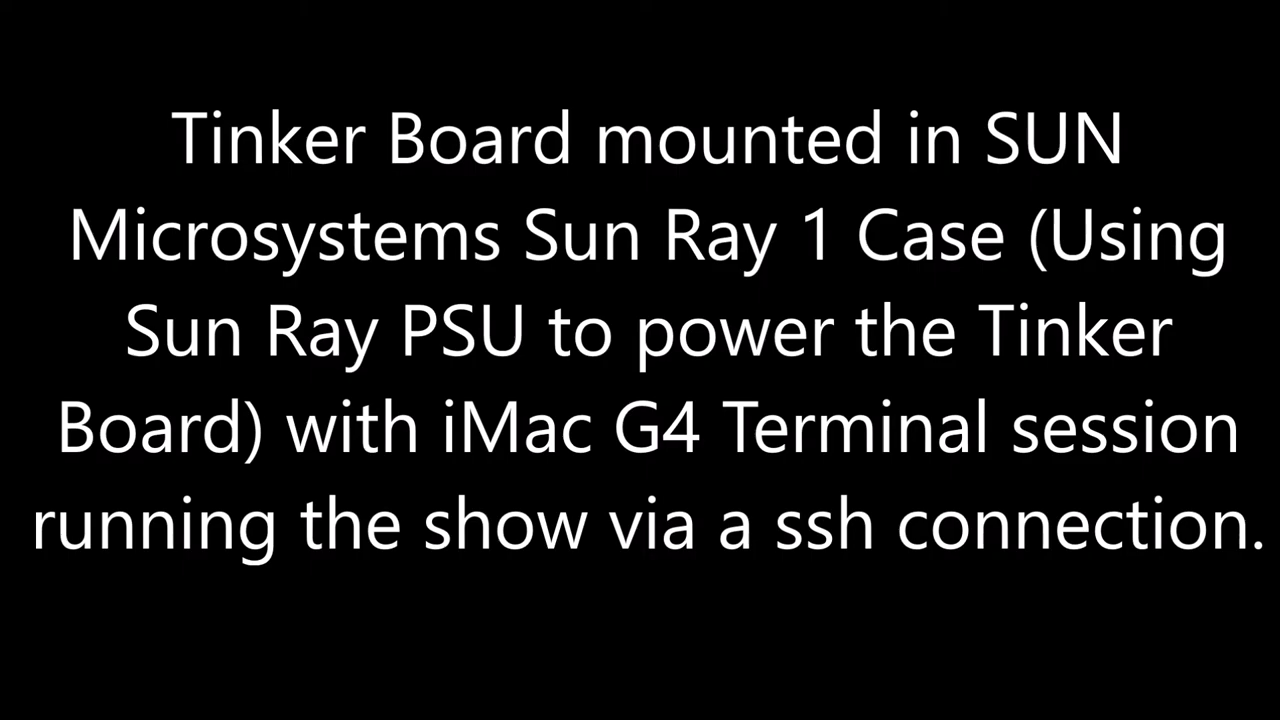 Tinker Board mounted in SUN
Microsystems Sun Ray 1 Case (Using
Sun Ray PSU to power the Tinker
Board) with iMac G4 Terminal session
running the show via a ssh connection.